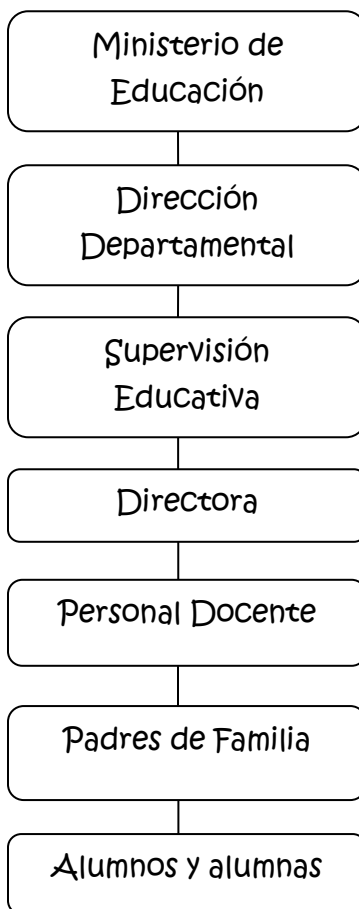 Ministerio de
Educación
Dirección
Departamental
Supervisión
Educativa
Directora
Personal Docente
Padres de Familia
Alumnos y alumnas